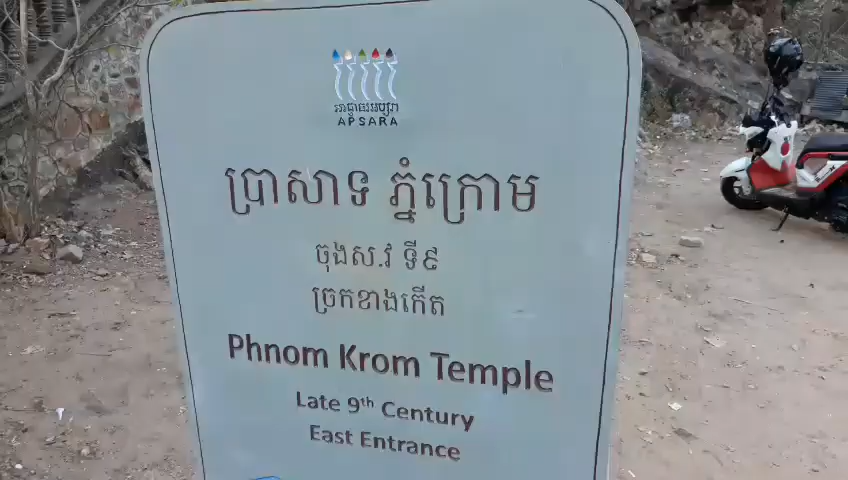 អាជ្ញាធរអប្សរា
APSARA
ប្រាសាទ ភ្នំក្រោម
ចុងស.វ ទី៩
ច្រកខាងកើត
Phnom Krom Temple
Late 9th Century
East Entrance